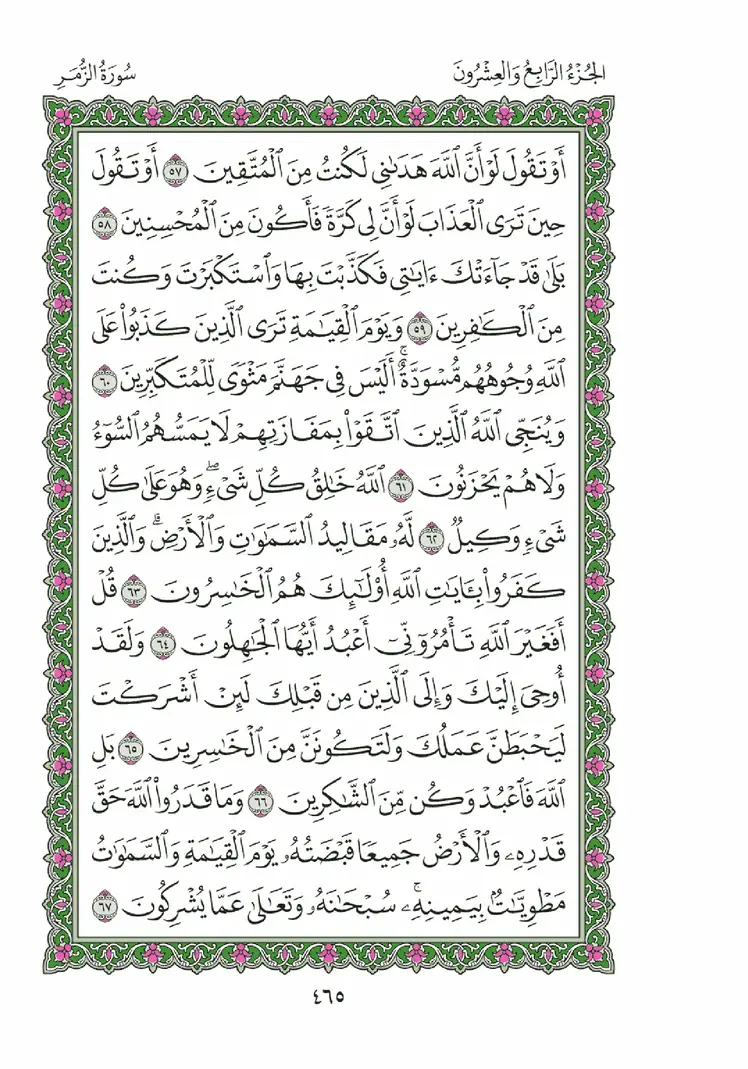 الجُزْءُ الرَّابِعُ وَالعِشْرُونَ
سُورَةُ الزُّمَرِ
أَوْ تَقُولَ لَوْ أَنَّ ٱللَّهَ هَدَىٰنِي لَكُنتُ مِنَ ٱلْمُتَّقِينَ ٥٧ أَوْ تَقُولَ
حِينَ تَرَى ٱلْعَذَابَ لَوْ أَنَّ لِي كَرَّةً فَأَكُونَ مِنَ ٱلْمُحْسِنِينَ ٥٨
بَلَىٰ قَدْ جَآءَتْكَ ءَايَٰتِي فَكَذَّبْتَ بِهَا وَٱسْتَكْبَرْتَ وَكُنتَ
مِنَ ٱلْكَٰفِرِينَ ٥٩ وَيَوْمَ ٱلْقِيَٰمَةِ تَرَى ٱلَّذِينَ كَذَبُوا۟ عَلَى
ٱللَّهِ وُجُوهُهُم مُّسْوَدَّةٌ ۚ أَلَيْسَ فِي جَهَنَّمَ مَثْوًى لِّلْمُتَكَبِّرِينَ ٦٠
وَيُنَجِّي ٱللَّهُ ٱلَّذِينَ ٱتَّقَوْا۟ بِمَفَازَتِهِمْ لَا يَمَسُّهُمُ ٱلسُّوٓءُ
وَلَا هُمْ يَحْزَنُونَ ٦١ ٱللَّهُ خَٰلِقُ كُلِّ شَيْءٍ ۖ وَهُوَ عَلَىٰ كُلِّ
شَيْءٍ وَكِيلٌ ٦٢ لَّهُۥ مَقَالِيدُ ٱلسَّمَٰوَٰتِ وَٱلْأَرْضِ ۗ وَٱلَّذِينَ
كَفَرُوا۟ بِـَٔايَٰتِ ٱللَّهِ أُو۟لَٰٓئِكَ هُمُ ٱلْخَٰسِرُونَ ٦٣ قُلْ
أَفَغَيْرَ ٱللَّهِ تَأْمُرُوٓنِّيٓ أَعْبُدُ أَيُّهَا ٱلْجَٰهِلُونَ ٦٤ وَلَقَدْ
أُوحِيَ إِلَيْكَ وَإِلَى ٱلَّذِينَ مِن قَبْلِكَ لَئِنْ أَشْرَكْتَ
لَيَحْبَطَنَّ عَمَلُكَ وَلَتَكُونَنَّ مِنَ ٱلْخَٰسِرِينَ ٦٥ بَلِ
ٱللَّهَ فَٱعْبُدْ وَكُن مِّنَ ٱلشَّٰكِرِينَ ٦٦ وَمَا قَدَرُوا۟ ٱللَّهَ حَقَّ
قَدْرِهِۦ وَٱلْأَرْضُ جَمِيعًا قَبْضَتُهُۥ يَوْمَ ٱلْقِيَٰمَةِ وَٱلسَّمَٰوَٰتُ
مَطْوِيَّٰتٌۢ بِيَمِينِهِۦ ۚ سُبْحَٰنَهُۥ وَتَعَٰلَىٰ عَمَّا يُشْرِكُونَ ٦٧
٤٦٥